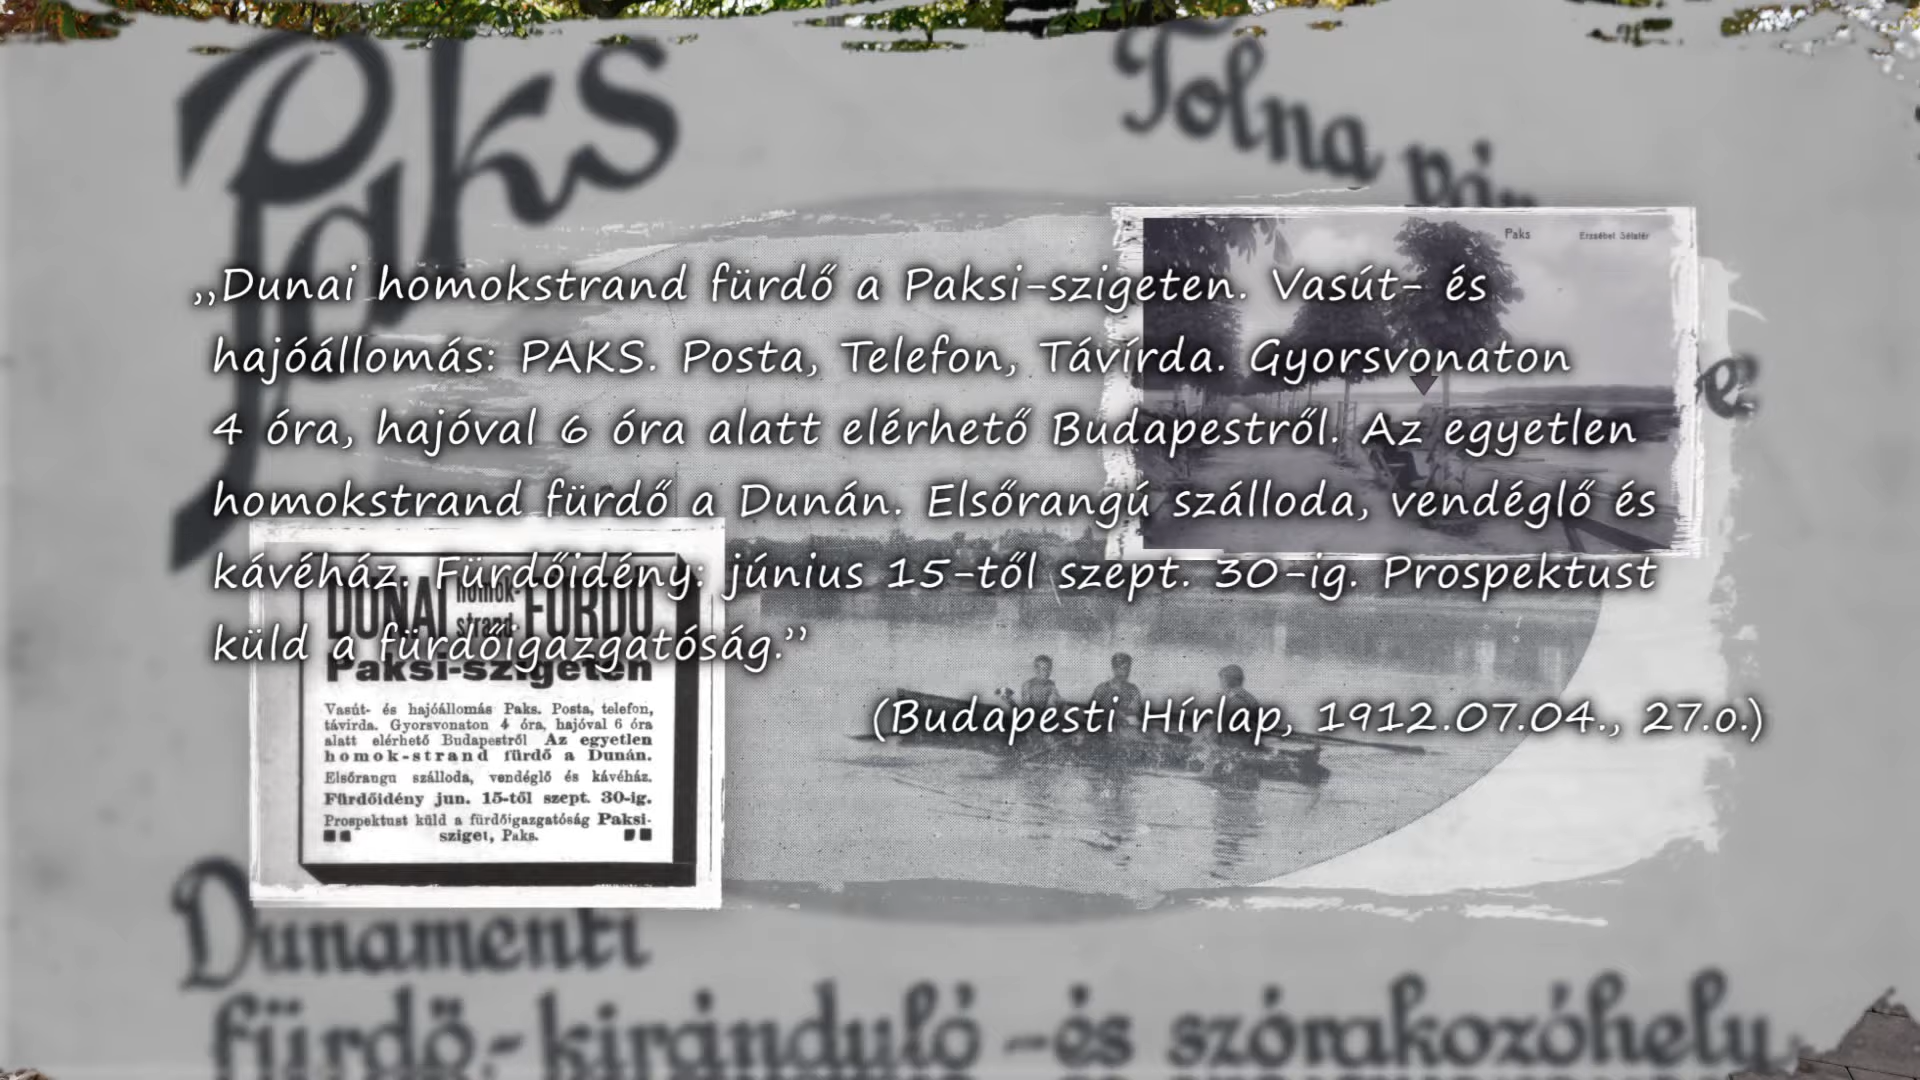 Paks
Tolna vár
Paks Erzsébet Sétatér
„Dunai homokstrand fürdő a Paksi-szigeten. Vasút- és
hajóállomás: PAKS. Posta, Telefon, Távírda. Gyorsvonaton
4 óra, hajóval 6 óra alatt elérhető Budapestről. Az egyetlen
homokstrand fürdő a Dunán. Elsőrangú szálloda, vendéglő és
kávéház. Fürdőidény: június 15-től szept. 30-ig. Prospektust
küld a fürdőigazgatóság.”
(Budapesti Hírlap, 1912.07.04., 27.o.)
DUNAI homok-strand- FÜRDŐ
Paksi-szigeten
Vasút- és hajóállomás Paks. Posta, telefon,
távirda. Gyorsvonaton 4 óra, hajóval 6 óra
alatt elérhető Budapestről Az egyetlen
homok-strand fürdő a Dunán.
Elsőrangu szálloda, vendéglő és kávéház.
Fürdőidény jun. 15-től szept. 30-ig.
Prospektust küld a fürdőigazgatóság Paksi-
sziget, Paks.
Dunamenti
fürdő,- kiránduló -és szórakozóhely